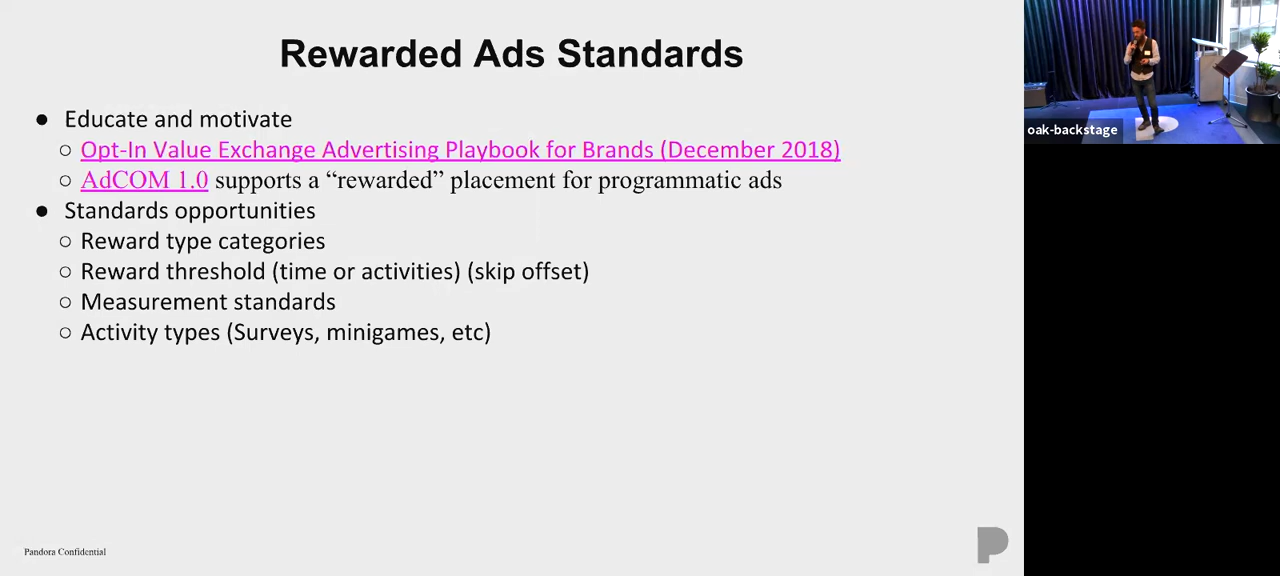 Rewarded Ads Standards
● Educate and motivate
○ Opt-In Value Exchange Advertising Playbook for Brands (December 2018)
○ AdCOM 1.0 supports a “rewarded” placement for programmatic ads
● Standards opportunities
○ Reward type categories
○ Reward threshold (time or activities) (skip offset)
○ Measurement standards
○ Activity types (Surveys, minigames, etc)
Pandora Confidential
oak-backstage